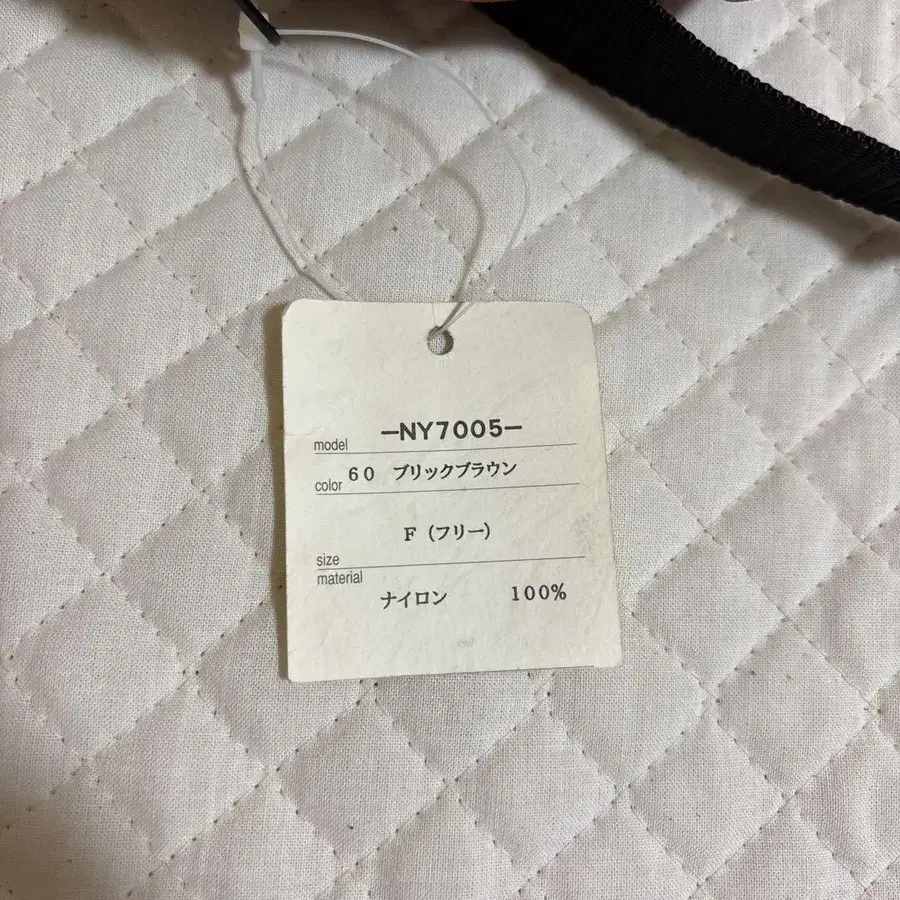 model —NY7005—
color 60 ブリックブラウン
size F (フリー)
material
ナイロン 100%